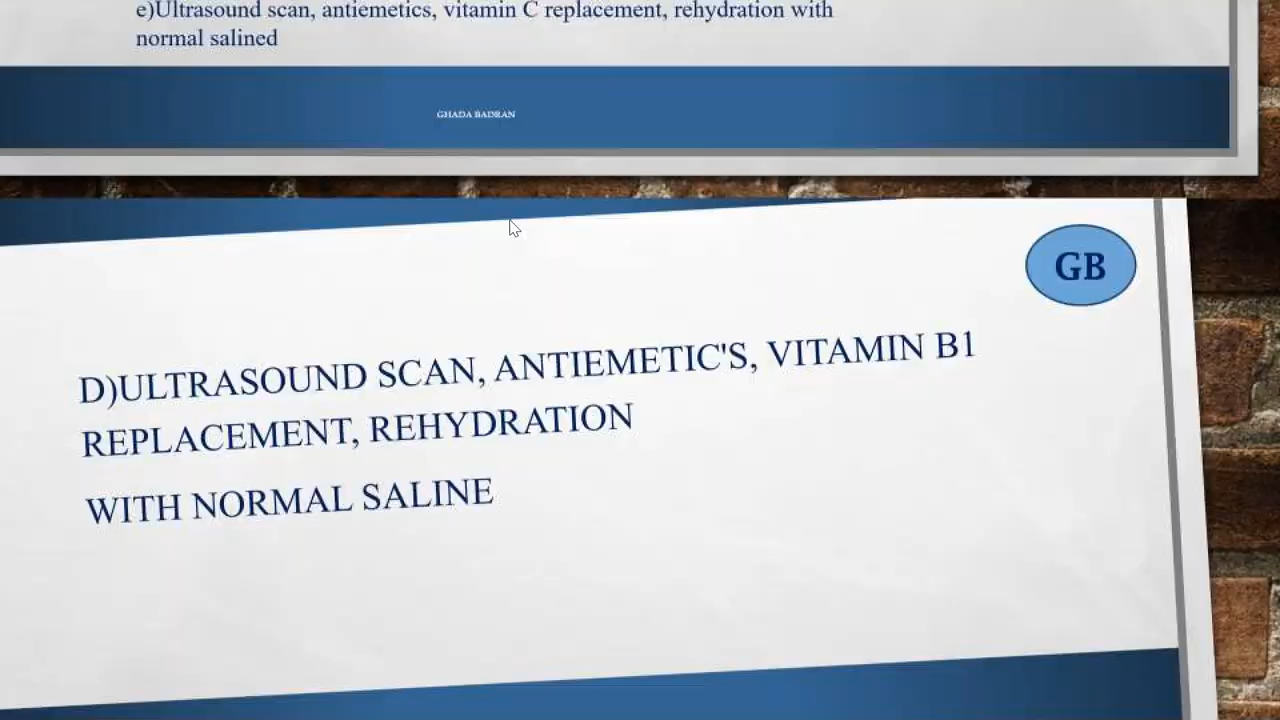 e)Ultrasound scan, antiemetics, vitamin C replacement, rehydration with
normal salined
GHADA BADRAN
GB
D)ULTRASOUND SCAN, ANTIEMETIC'S, VITAMIN B1
REPLACEMENT, REHYDRATION
WITH NORMAL SALINE